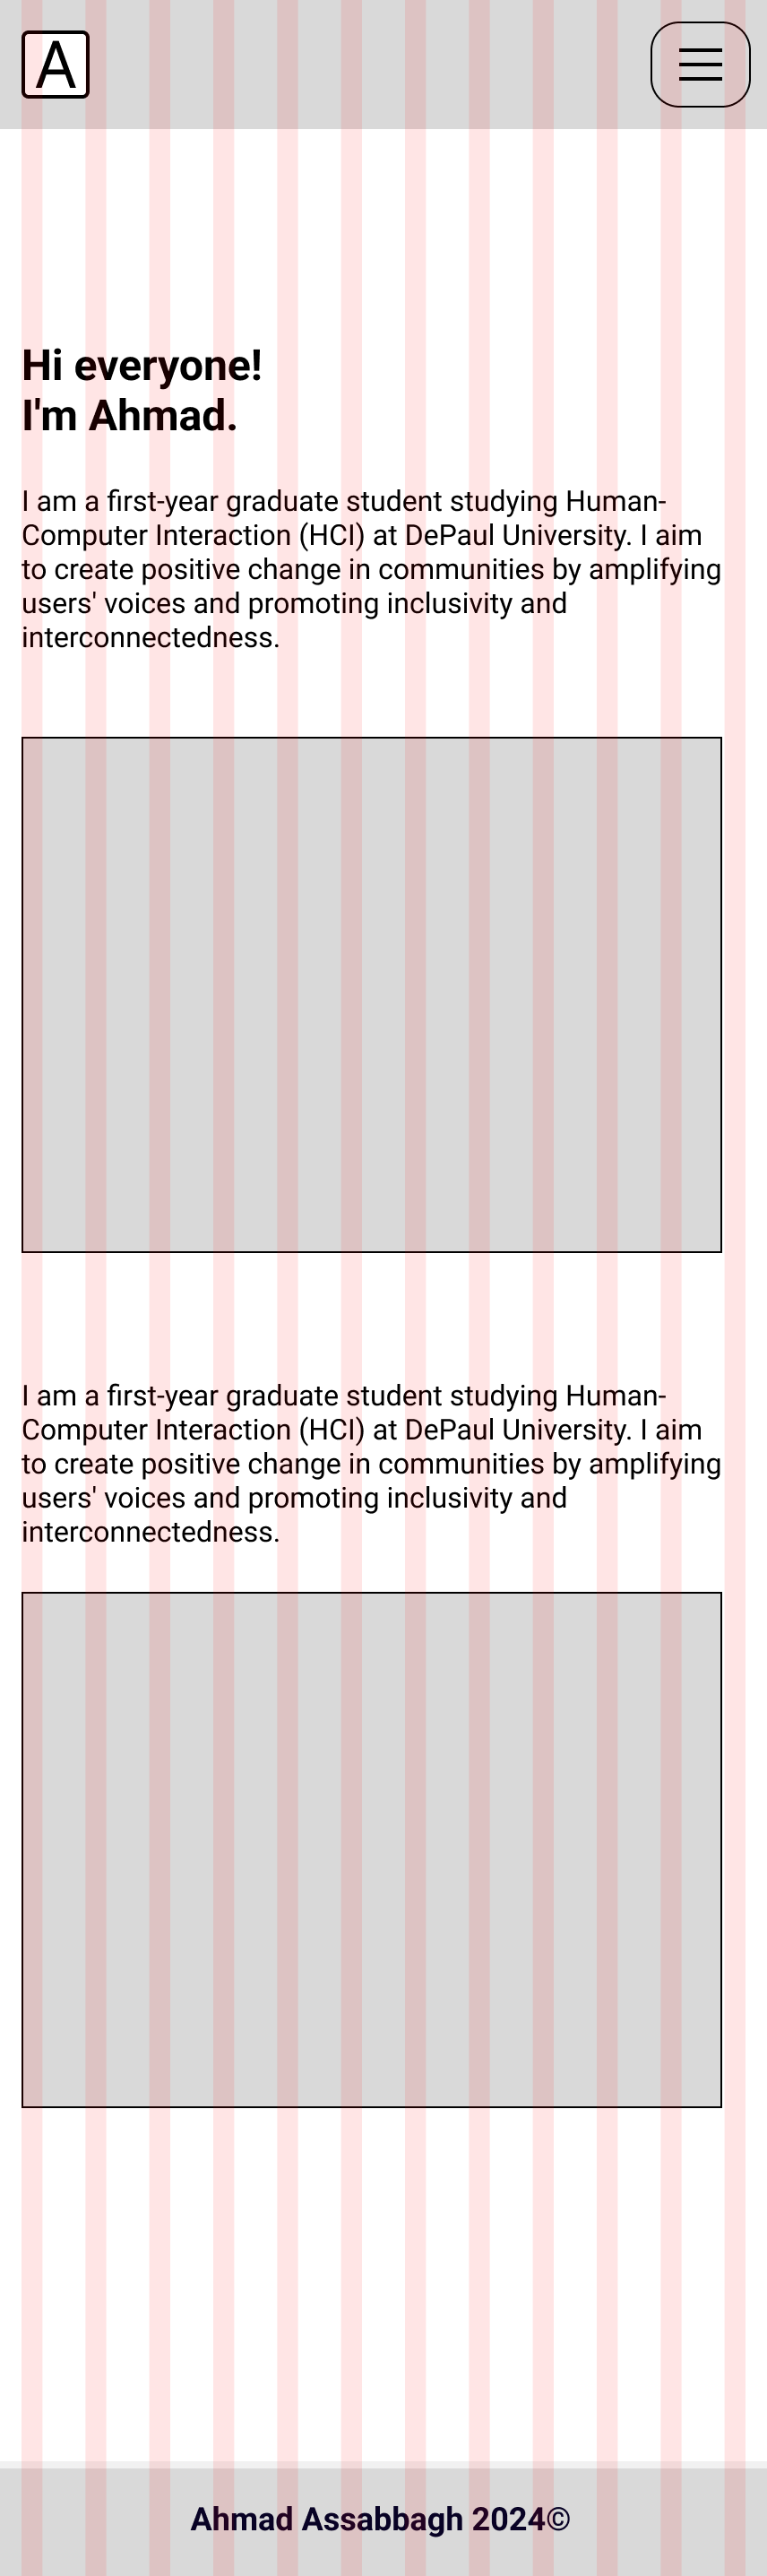 A
Hi everyone!
I'm Ahmad.
I am a first-year graduate student studying Human-
Computer Interaction (HCI) at DePaul University. I aim
to create positive change in communities by amplifying
users' voices and promoting inclusivity and
interconnectedness.
I am a first-year graduate student studying Human-
Computer Interaction (HCI) at DePaul University. I aim
to create positive change in communities by amplifying
users' voices and promoting inclusivity and
interconnectedness.
Ahmad Assabbagh 2024©